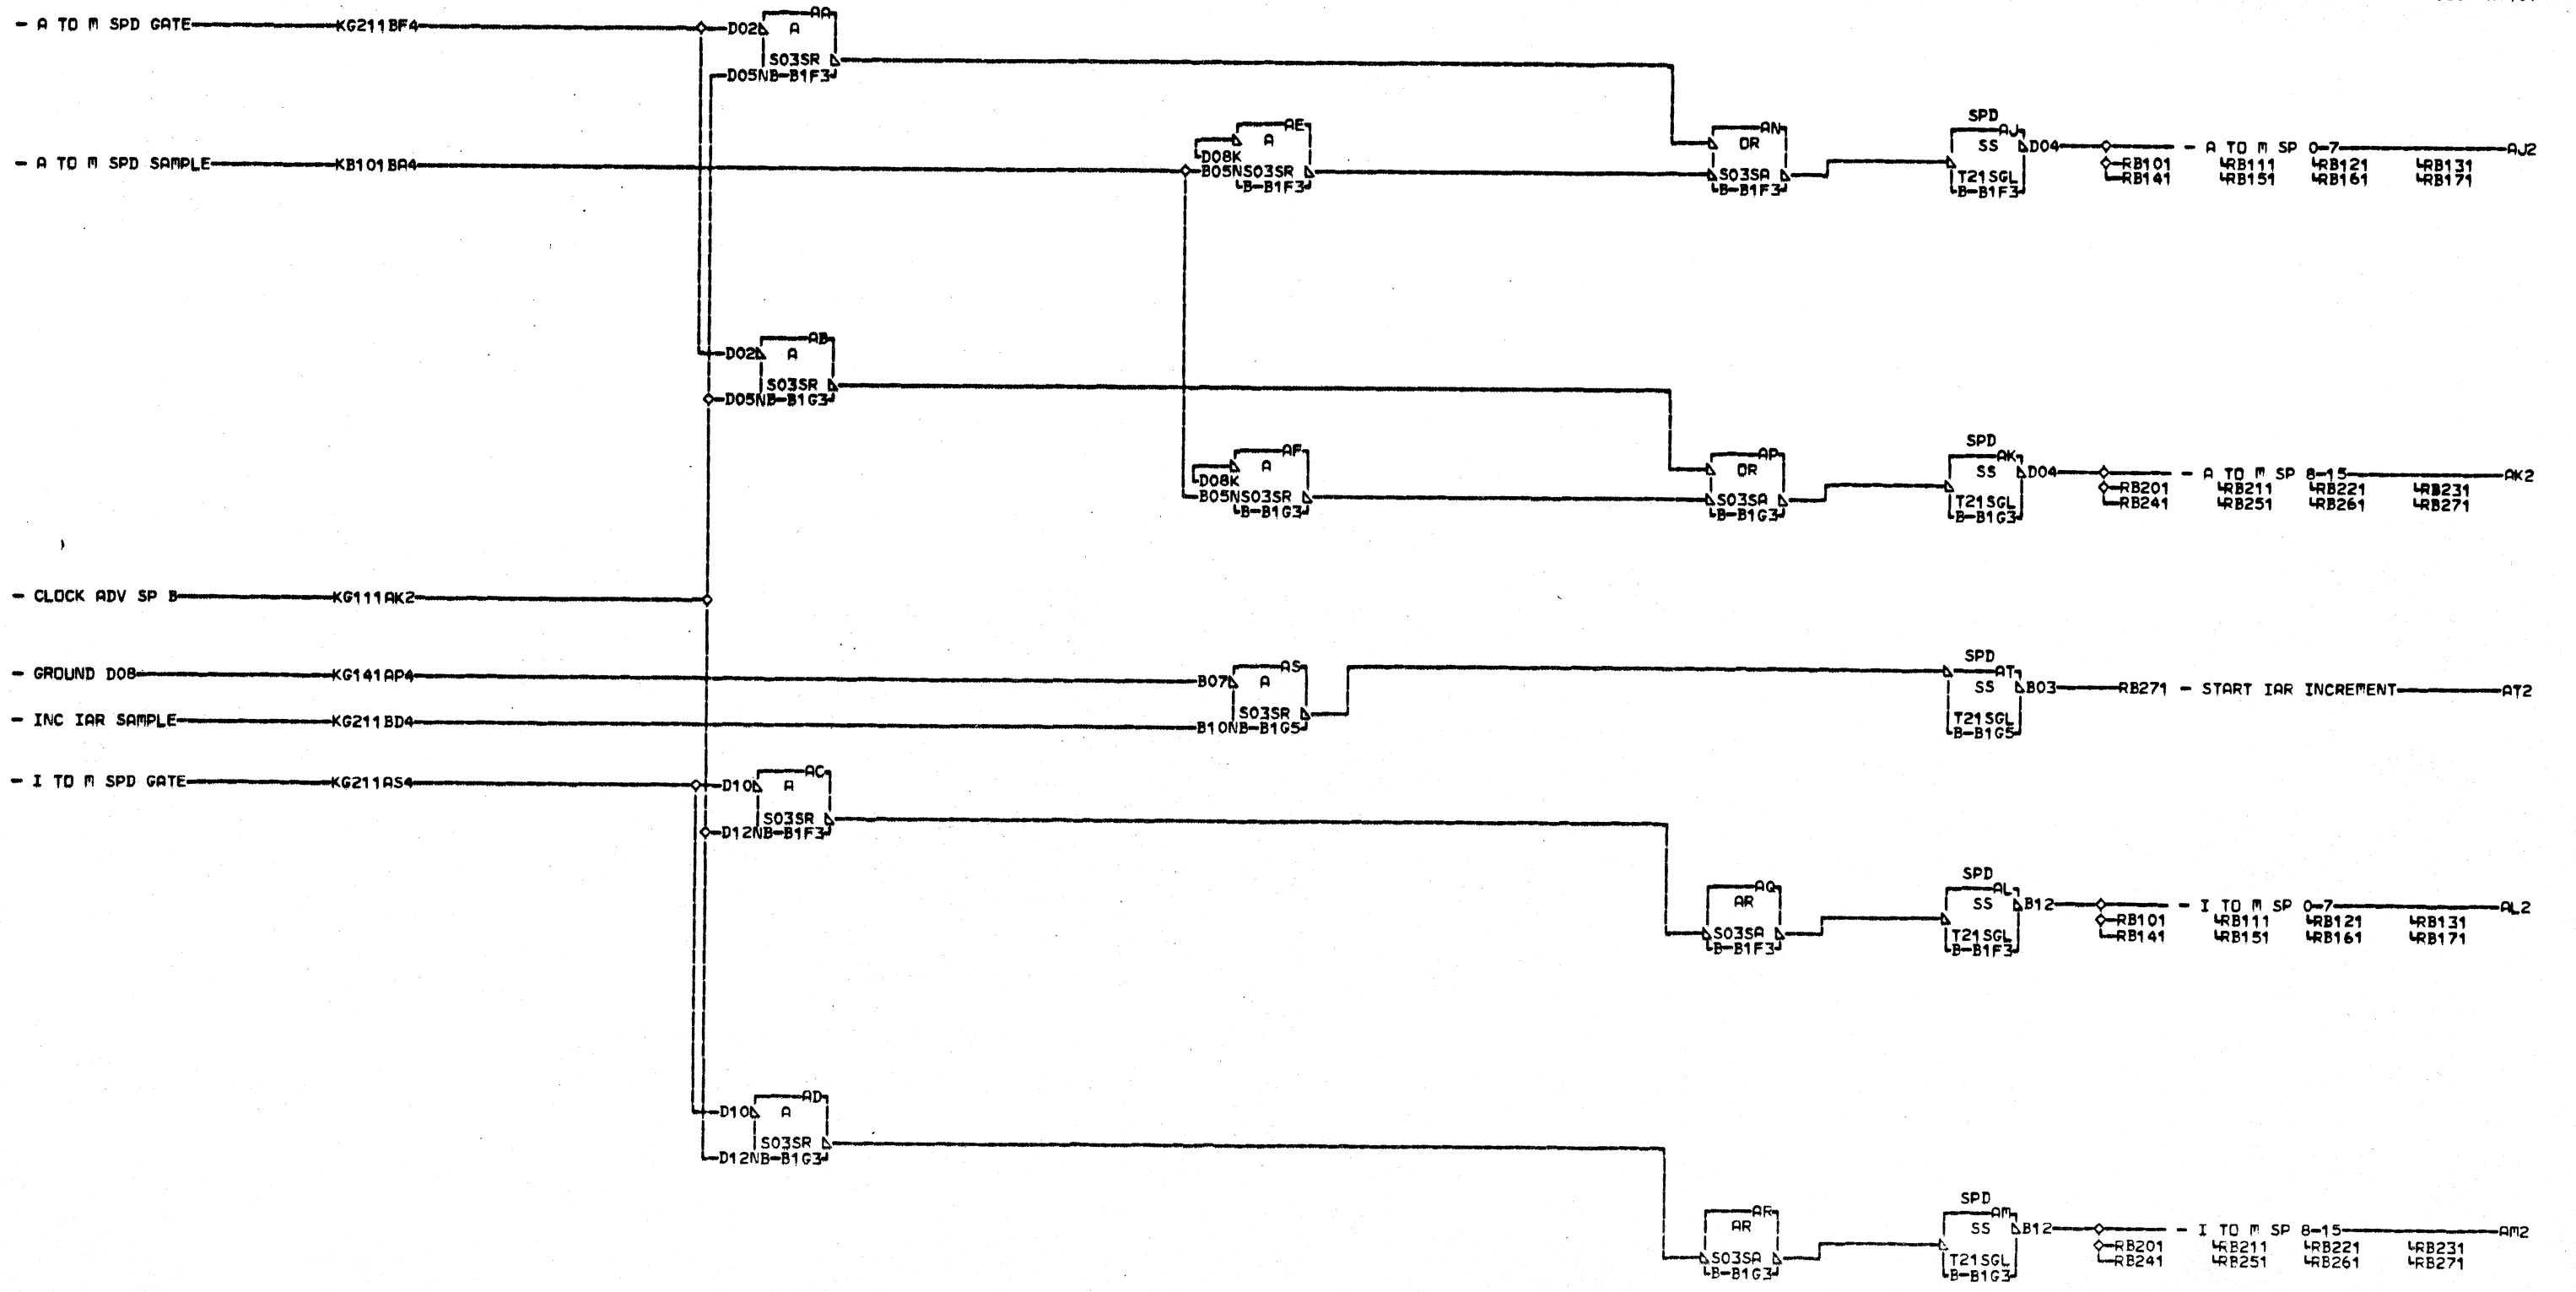 AA
- A TO M SPD GATE KG211BF4 D02 A
S03SR
D05NB-B1F3
SPD
AE AN AJ
A OR SS D04 - A TO M SP 0-7 AJ2
D08K
- A TO M SPD SAMPLE KB101BA4 B05NS03SR S03SA T21SGL RB101 RB111 RB121 RB131
B-B1F3 B-B1F3 B-B1F3 RB141 RB151 RB161 RB171
AB
D02 A
S03SR
D05NB-B1G3
SPD
AF AP AK
A OR SS D04 - A TO M SP 8-15 AK2
D08K RB201 RB211 RB221 RB231
B05NS03SR S03SA T21SGL RB241 RB251 RB261 RB271
B-B1G3 B-B1G3 B-B1G3
- CLOCK ADV SP B KG111AK2
SPD
AS AT
- GROUND D08 KG141AP4 B07 A SS B03 RB271 - START IAR INCREMENT AT2
S03SR T21SGL
- INC IAR SAMPLE KG211BD4 B10NB-B1G5 B-B1G5
AC
- I TO M SPD GATE KG211AS4 D10 A
S03SR
D12NB-B1F3
SPD
AQ AL
AR SS B12 - I TO M SP 0-7 AL2
RB101 RB111 RB121 RB131
S03SA T21SGL RB141 RB151 RB161 RB171
B-B1F3 B-B1F3
AD
D10 A
S03SR
D12NB-B1G3
SPD
AR AM
AR SS B12 - I TO M SP 8-15 AM2
RB201 RB211 RB221 RB231
S03SA T21SGL RB241 RB251 RB261 RB271
B-B1G3 B-B1G3